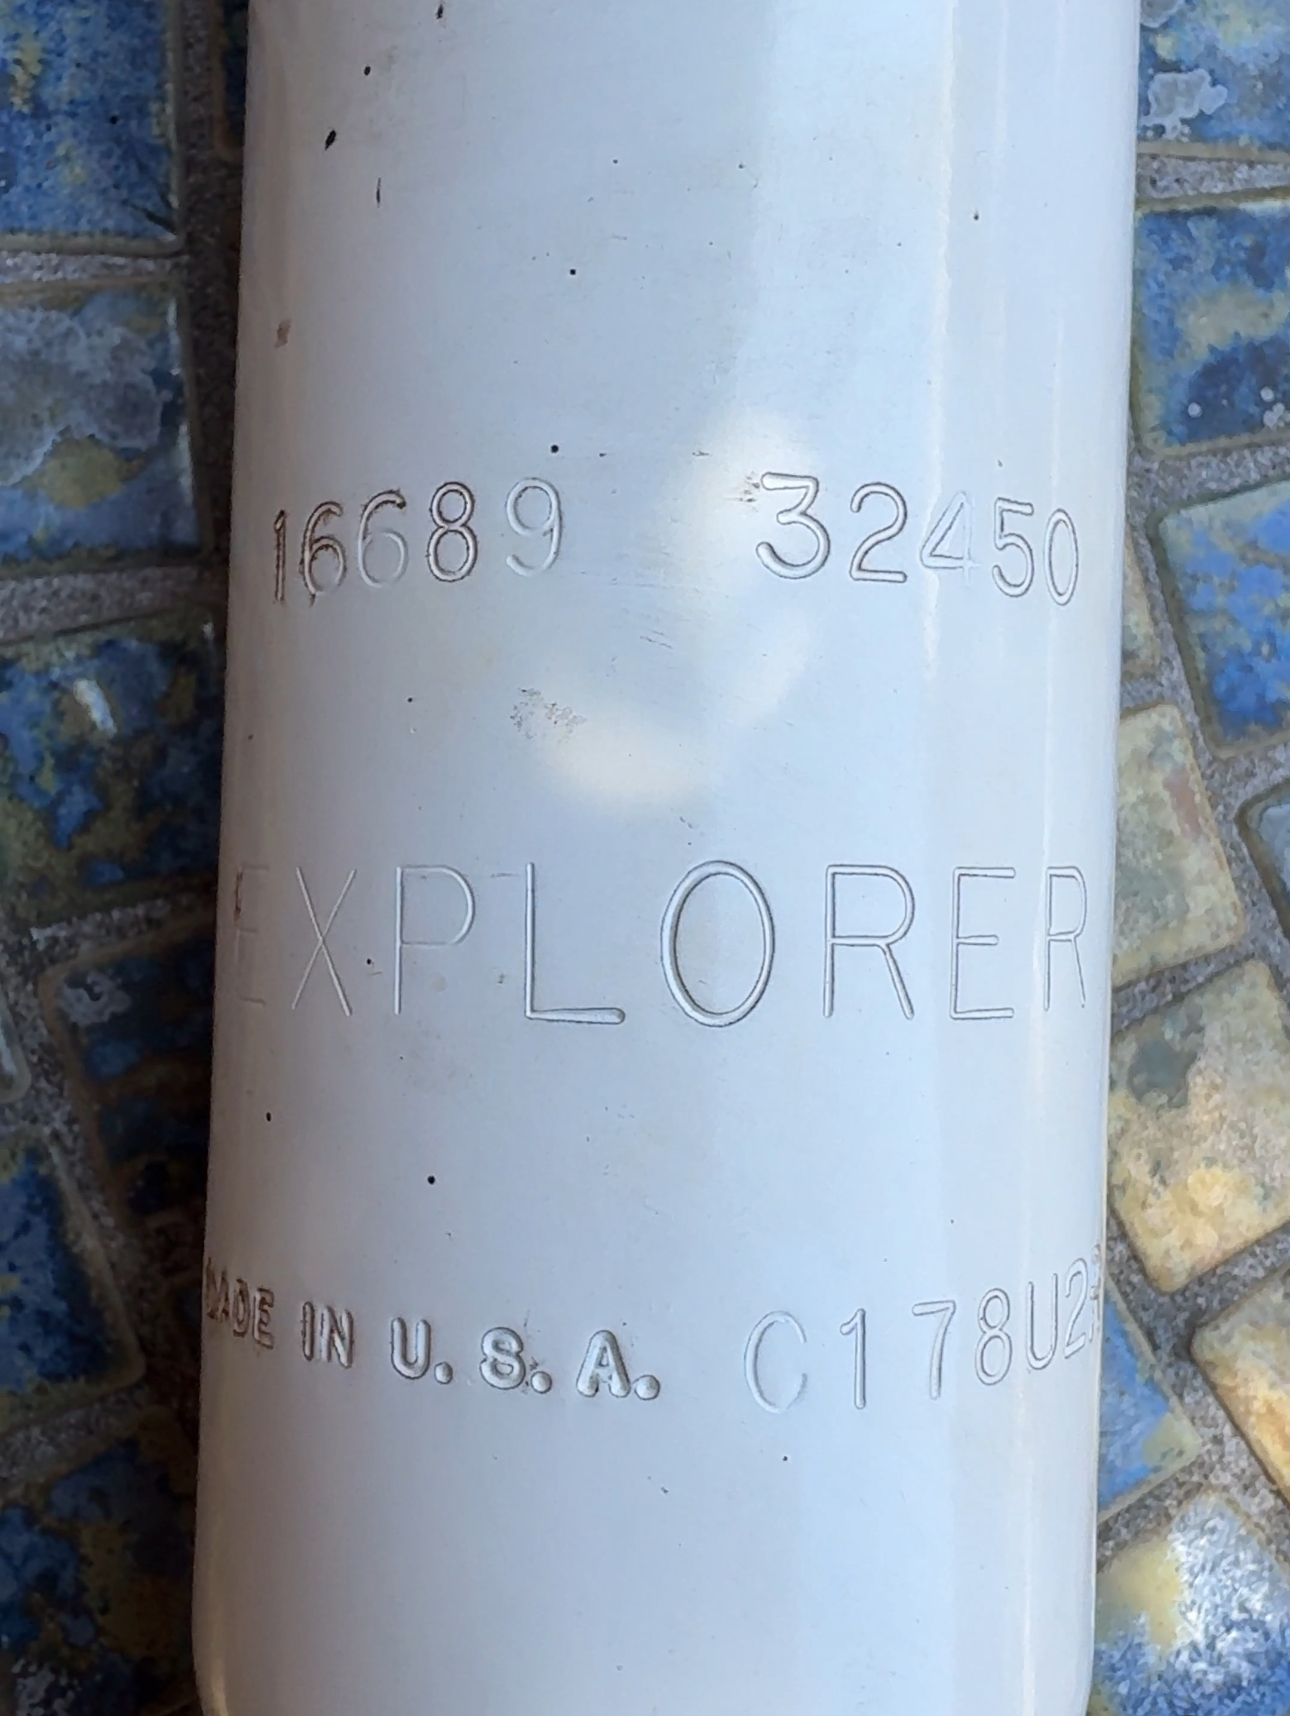 16689 32450
EXPLORER
MADE IN U.S.A. C178U2